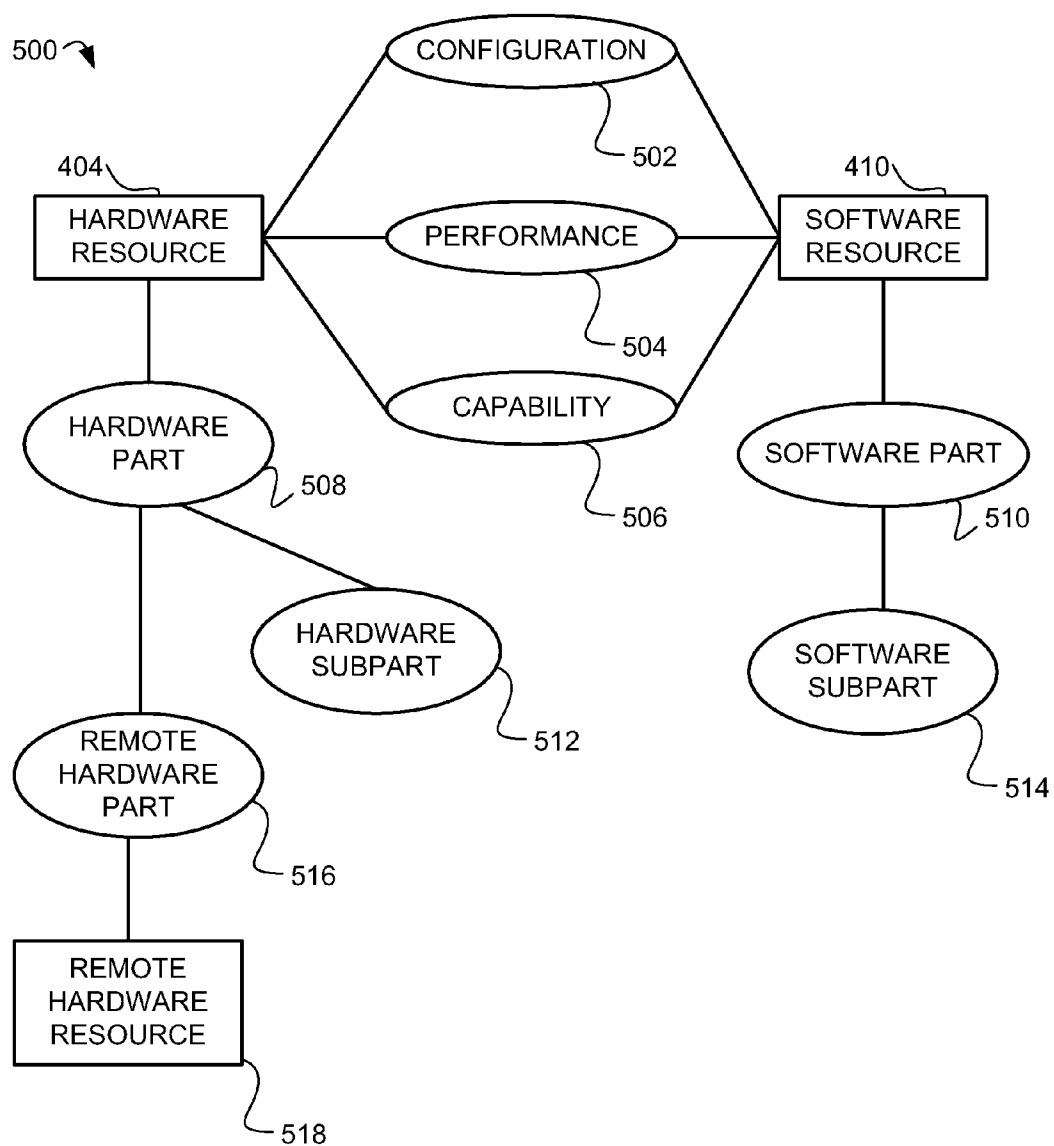 500
CONFIGURATION
502
404
HARDWARE
RESOURCE
PERFORMANCE
504
410
SOFTWARE
RESOURCE
CAPABILITY
506
HARDWARE
PART
508
SOFTWARE PART
510
HARDWARE
SUBPART
512
SOFTWARE
SUBPART
514
REMOTE
HARDWARE
PART
516
REMOTE
HARDWARE
RESOURCE
518